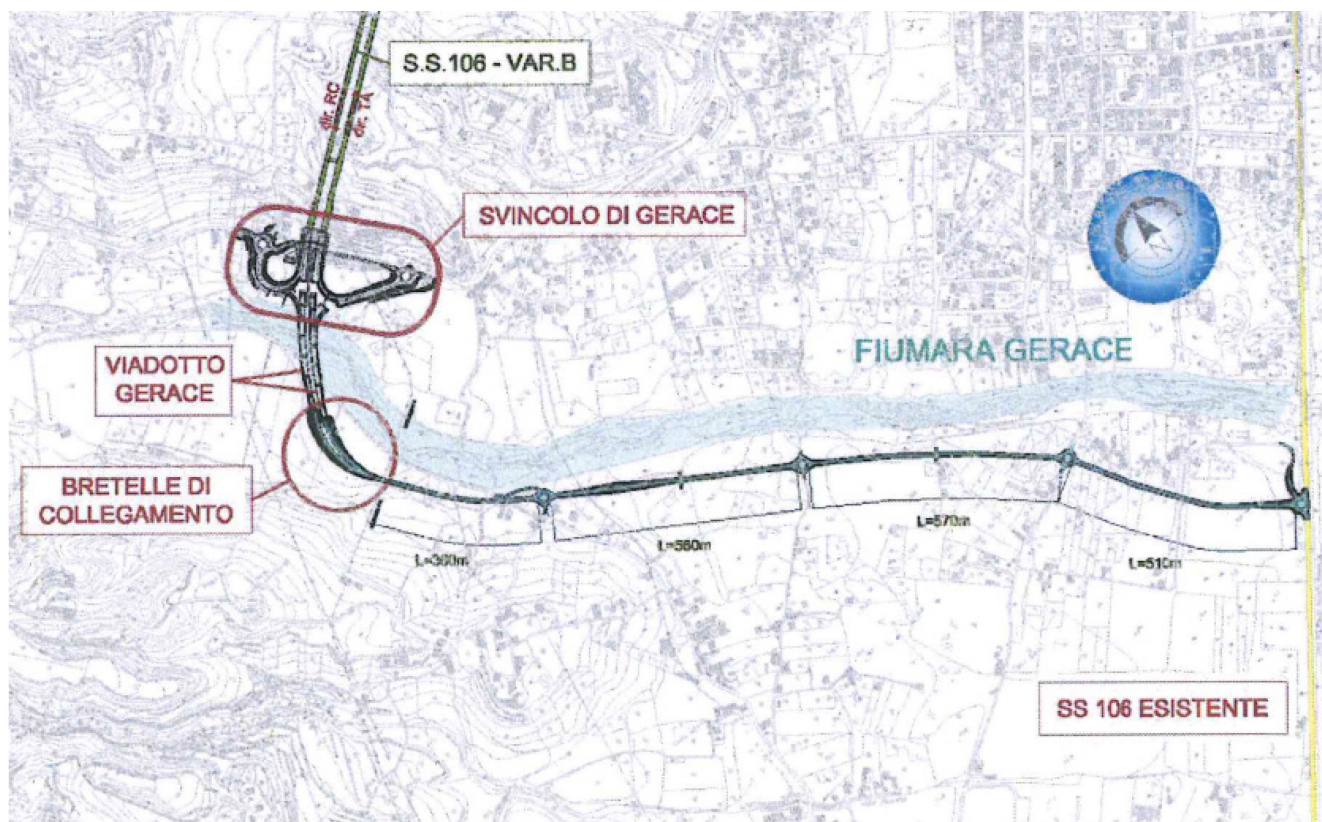 S.S.106 - VAR.B
dir. RC
dir. TA
SVINCOLO DI GERACE
FIUMARA GERACE
VIADOTTO
GERACE
BRETELLE DI
COLLEGAMENTO
L=360m
L=560m
L=570m
L=510m
SS 106 ESISTENTE